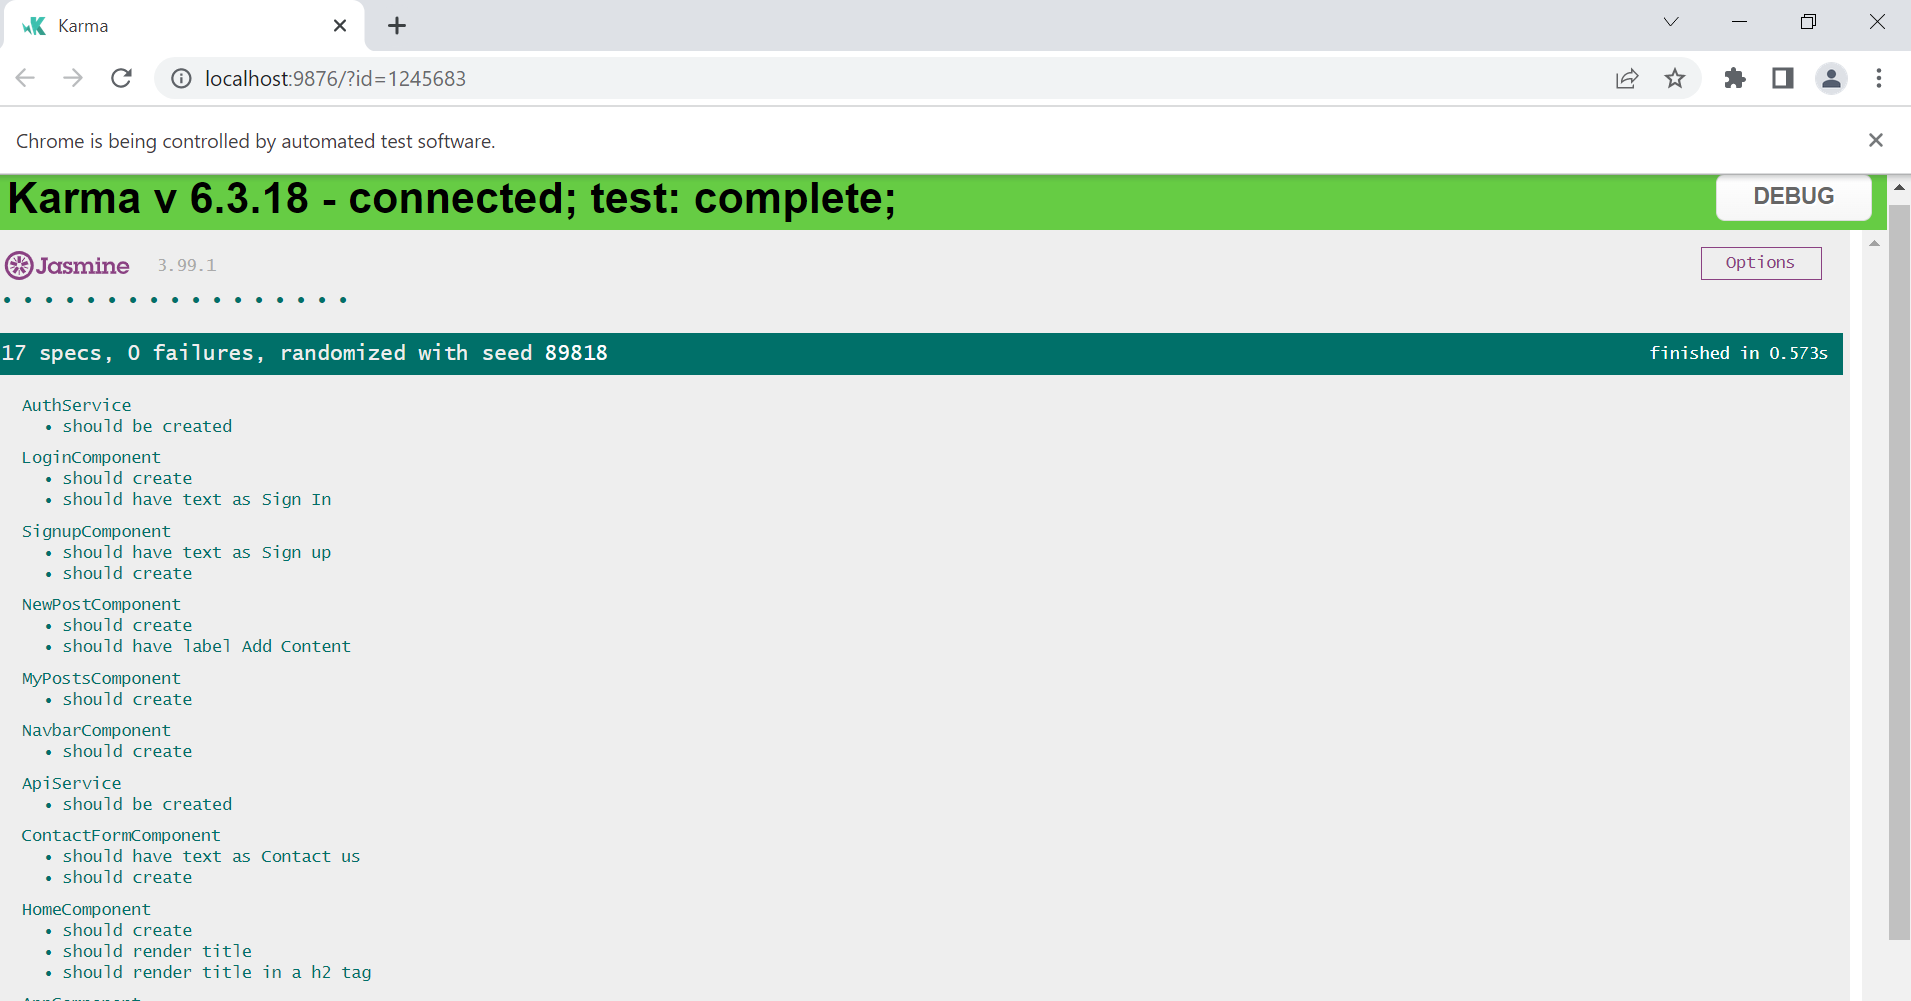 Karma
localhost:9876/?id=1245683
Chrome is being controlled by automated test software.
Karma v 6.3.18 - connected; test: complete;
DEBUG
Jasmine 3.99.1
Options
17 specs, 0 failures, randomized with seed 89818
finished in 0.573s
AuthService
• should be created
LoginComponent
• should create
• should have text as Sign In
SignupComponent
• should have text as Sign up
• should create
NewPostComponent
• should create
• should have label Add Content
MyPostsComponent
• should create
NavbarComponent
• should create
ApiService
• should be created
ContactFormComponent
• should have text as Contact us
• should create
HomeComponent
• should create
• should render title
• should render title in a h2 tag